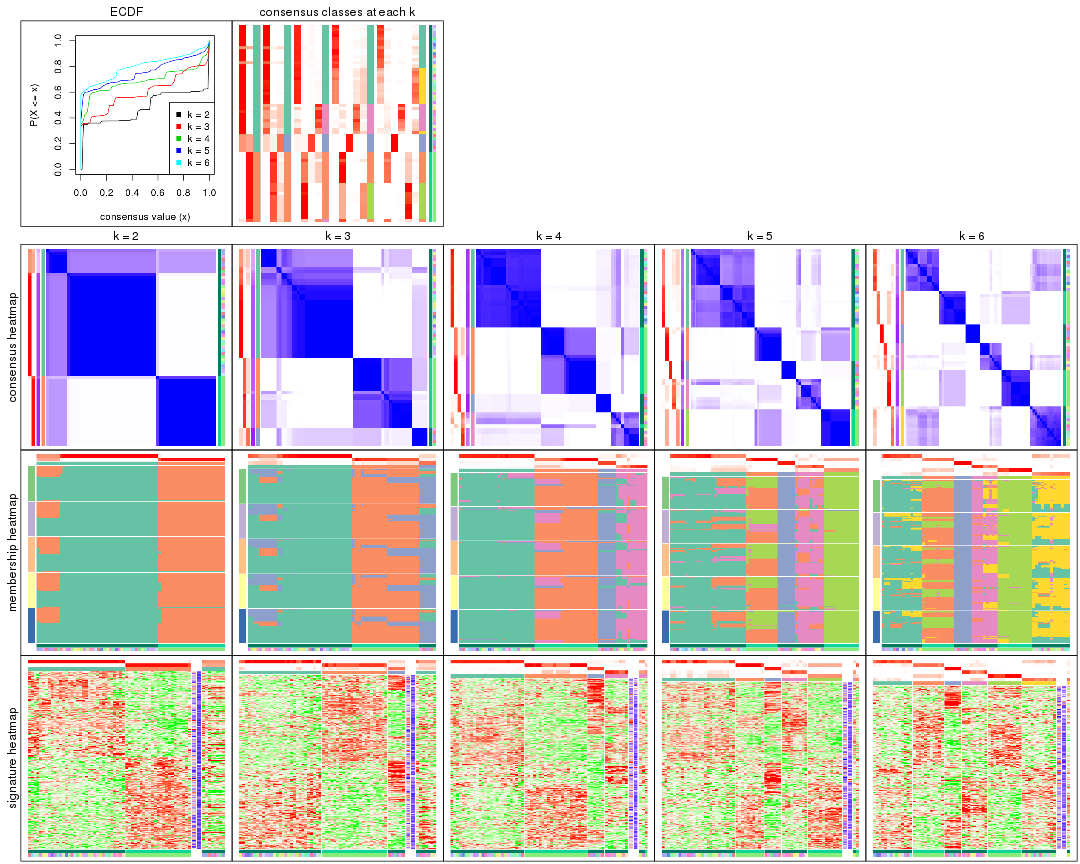 ECDF
consensus classes at each k
P(X <= x)
0.0 0.2 0.4 0.6 0.8 1.0
k = 2
k = 3
k = 4
k = 5
k = 6
0.0 0.2 0.4 0.6 0.8 1.0
consensus value (x)
k = 2
k = 3
k = 4
k = 5
k = 6
consensus heatmap
membership heatmap
signature heatmap